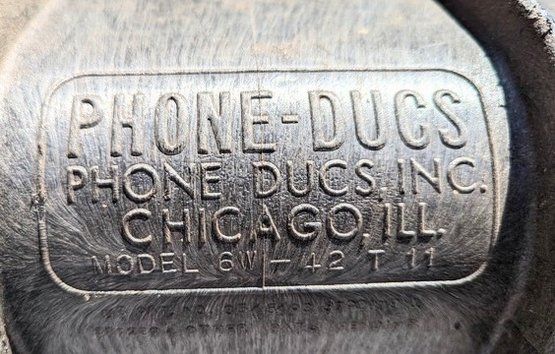 PHONE-DUCS
PHONE DUCS, INC.
CHICAGO, ILL.
MODEL 6W-42 T 11